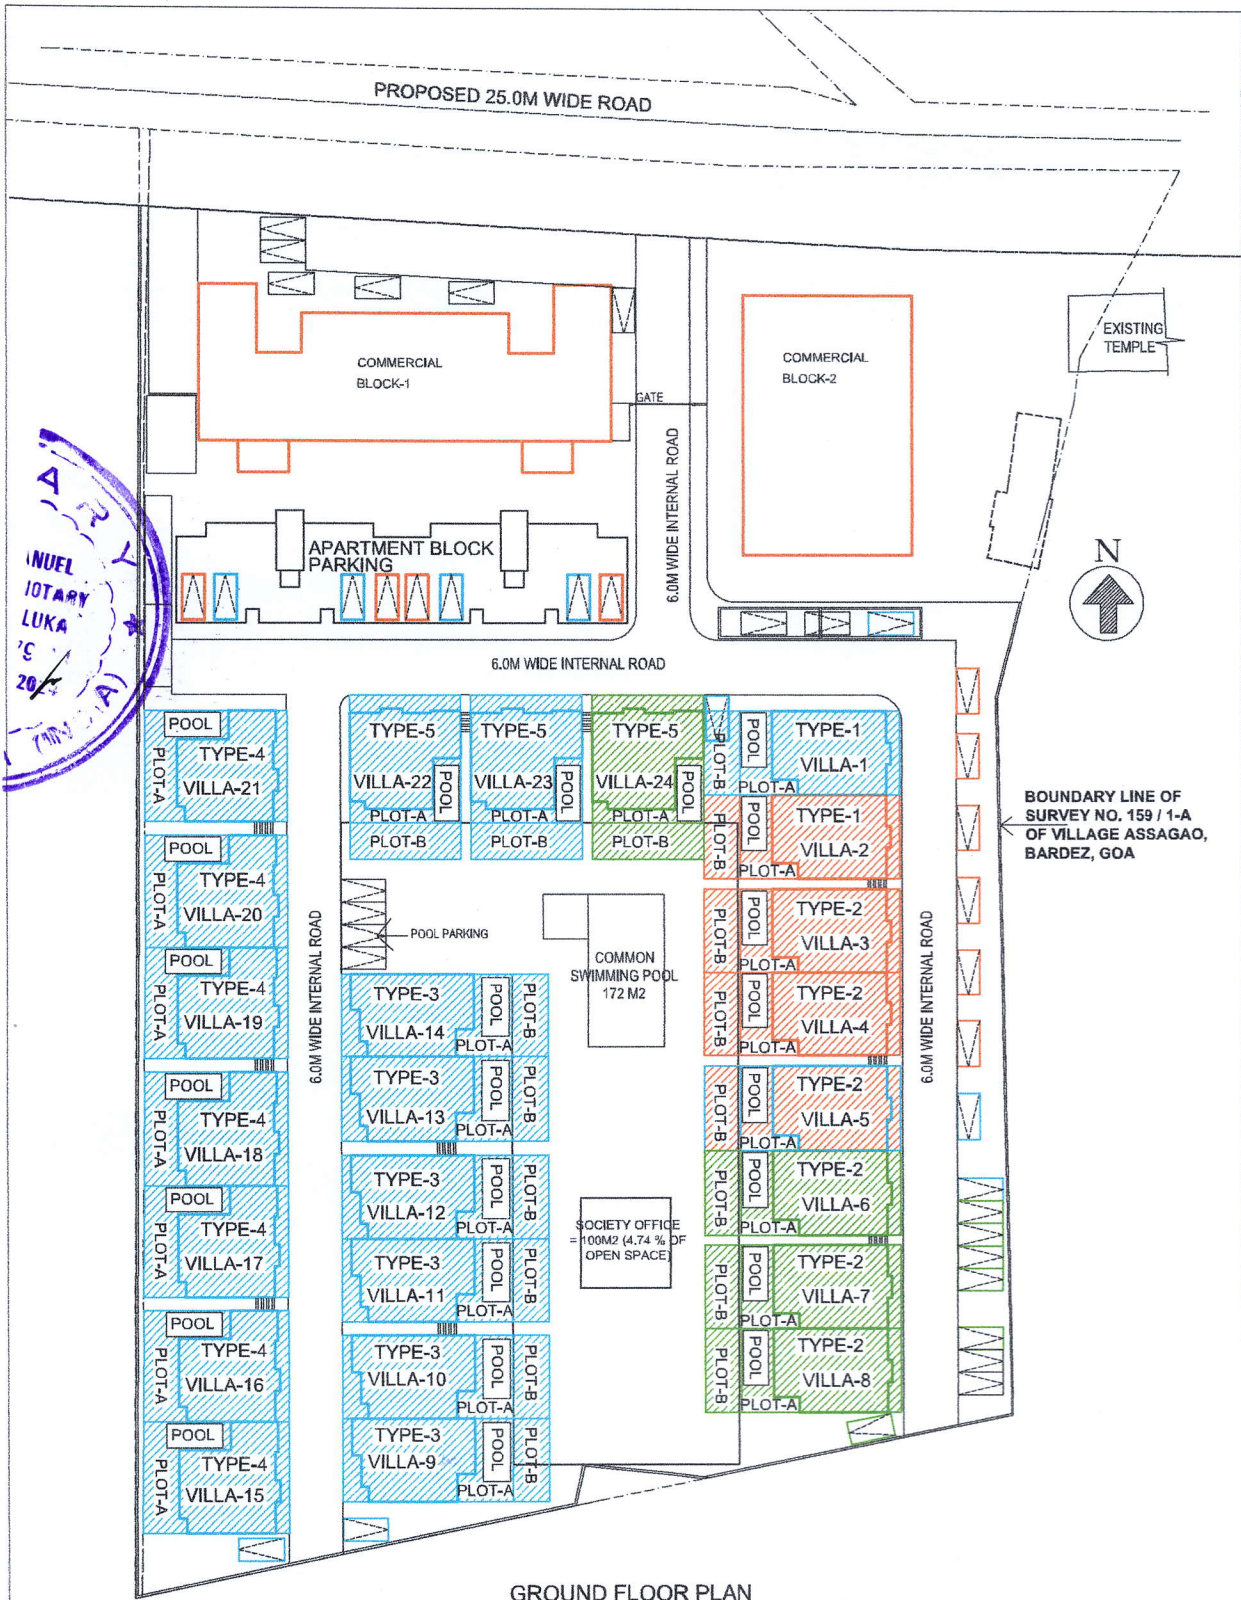 PROPOSED 25.0M WIDE ROAD
COMMERCIAL
BLOCK-1
COMMERCIAL
BLOCK-2
EXISTING
TEMPLE
GATE
6.0M WIDE INTERNAL ROAD
APARTMENT BLOCK
PARKING
N
A R Y
NUEL
LUKA
6.0M WIDE INTERNAL ROAD
POOL
TYPE-4
VILLA-21
PLOT-A
POOL
TYPE-4
VILLA-20
PLOT-A
POOL
TYPE-4
VILLA-19
PLOT-A
POOL
TYPE-4
VILLA-18
PLOT-A
POOL
TYPE-4
VILLA-17
PLOT-A
POOL
TYPE-4
VILLA-16
PLOT-A
POOL
TYPE-4
VILLA-15
PLOT-A
6.0M WIDE INTERNAL ROAD
TYPE-5
VILLA-22
POOL
PLOT-A
PLOT-B
TYPE-5
VILLA-23
POOL
PLOT-A
PLOT-B
TYPE-5
VILLA-24
POOL
PLOT-A
PLOT-B
POOL PARKING
COMMON
SWIMMING POOL
172 M2
TYPE-3
VILLA-14
POOL
PLOT-A
PLOT-B
TYPE-3
VILLA-13
POOL
PLOT-A
PLOT-B
TYPE-3
VILLA-12
POOL
PLOT-A
PLOT-B
TYPE-3
VILLA-11
POOL
PLOT-A
PLOT-B
TYPE-3
VILLA-10
POOL
PLOT-A
PLOT-B
TYPE-3
VILLA-9
POOL
PLOT-A
PLOT-B
SOCIETY OFFICE
= 100M2 (4.74 % OF
OPEN SPACE)
PLOT-B
POOL
TYPE-1
VILLA-1
PLOT-A
PLOT-B
POOL
TYPE-1
VILLA-2
PLOT-A
PLOT-B
POOL
TYPE-2
VILLA-3
PLOT-A
PLOT-B
POOL
TYPE-2
VILLA-4
PLOT-A
PLOT-B
POOL
TYPE-2
VILLA-5
PLOT-A
PLOT-B
POOL
TYPE-2
VILLA-6
PLOT-A
PLOT-B
POOL
TYPE-2
VILLA-7
PLOT-A
PLOT-B
POOL
TYPE-2
VILLA-8
PLOT-A
6.0M WIDE INTERNAL ROAD
BOUNDARY LINE OF
SURVEY NO. 159 / 1-A
OF VILLAGE ASSAGAO,
BARDEZ, GOA
GROUND FLOOR PLAN